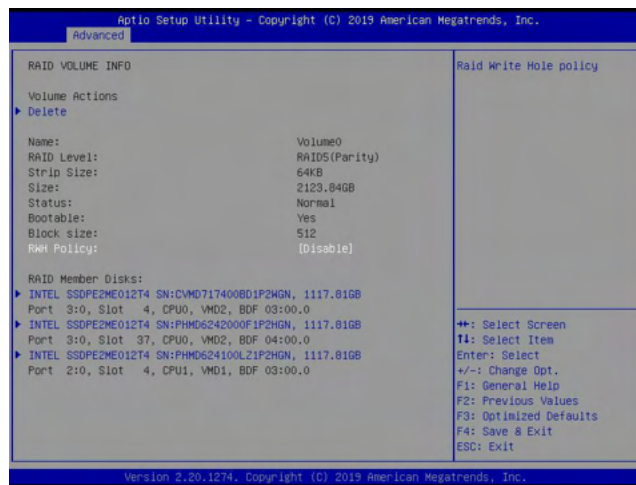 Aptio Setup Utility - Copyright (C) 2019 American Megatrends, Inc.
Advanced
RAID VOLUME INFO
Volume Actions
Delete
Name: Volume0
RAID Level: RAID5(Parity)
Strip Size: 64KB
Size: 2123.84GB
Status: Normal
Bootable: Yes
Block size: 512
RWH Policy: [Disable]
RAID Member Disks:
INTEL SSDPE2ME012T4 SN:CVMD717400BD1P2WGN, 1117.81GB
Port 3:0, Slot 4, CPU0, VMD2, BDF 03:00.0
INTEL SSDPE2ME012T4 SN:PHMD6242000F1P2HGN, 1117.81GB
Port 3:0, Slot 37, CPU0, VMD2, BDF 04:00.0
INTEL SSDPE2ME012T4 SN:PHMD624100LZ1P2HGN, 1117.81GB
Port 2:0, Slot 4, CPU1, VMD1, BDF 03:00.0
Raid Write Hole policy
→←: Select Screen
↑↓: Select Item
Enter: Select
+/-: Change Opt.
F1: General Help
F2: Previous Values
F3: Optimized Defaults
F4: Save & Exit
ESC: Exit
Version 2.20.1274. Copyright (C) 2019 American Megatrends, Inc.